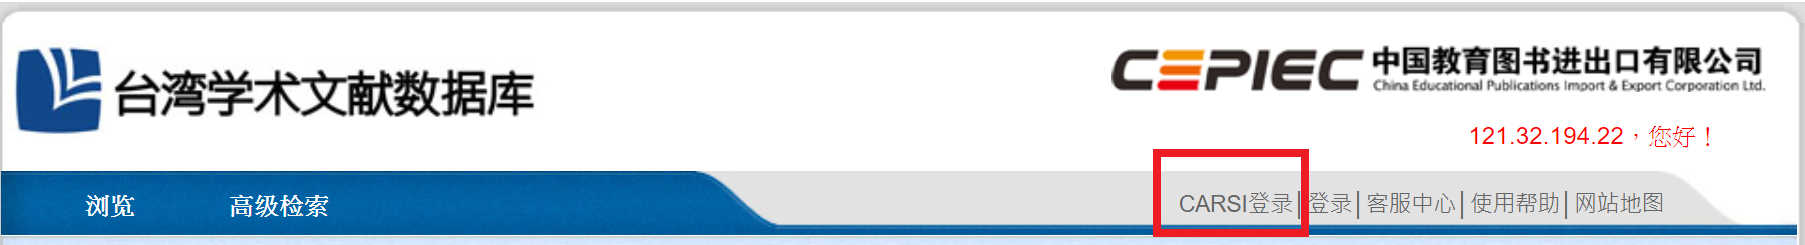 台湾学术文献数据库
CEPIEC 中国教育图书进出口有限公司
China Educational Publications Import & Export Corporation Ltd.
121.32.194.22，您好！
浏览 高级检索 CARSI登录|登录|客服中心|使用帮助|网站地图